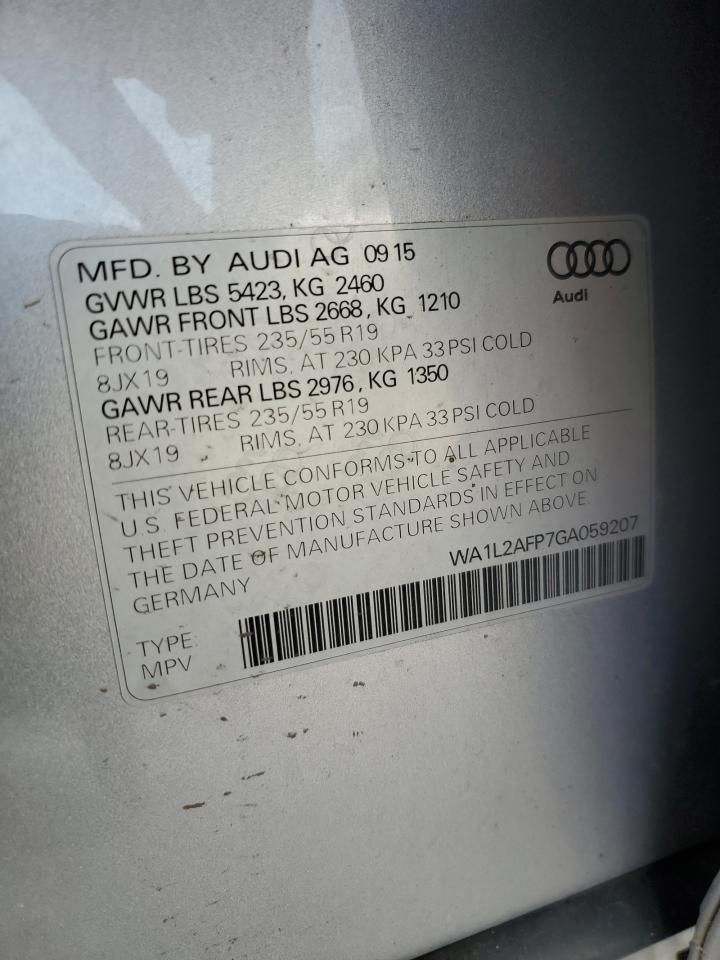 MFD. BY AUDI AG 09 15
Audi
GVWR LBS 5423, KG 2460
GAWR FRONT LBS 2668, KG 1210
FRONT-TIRES 235/55 R19
8JX19 RIMS, AT 230 KPA 33 PSI COLD
GAWR REAR LBS 2976, KG 1350
REAR-TIRES 235/55 R19
8JX19 RIMS, AT 230 KPA 33 PSI COLD
THIS VEHICLE CONFORMS TO ALL APPLICABLE
U.S. FEDERAL MOTOR VEHICLE SAFETY AND
THEFT PREVENTION STANDARDS IN EFFECT ON
THE DATE OF MANUFACTURE SHOWN ABOVE
GERMANY
WA1L2AFP7GA059207
TYPE:
MPV